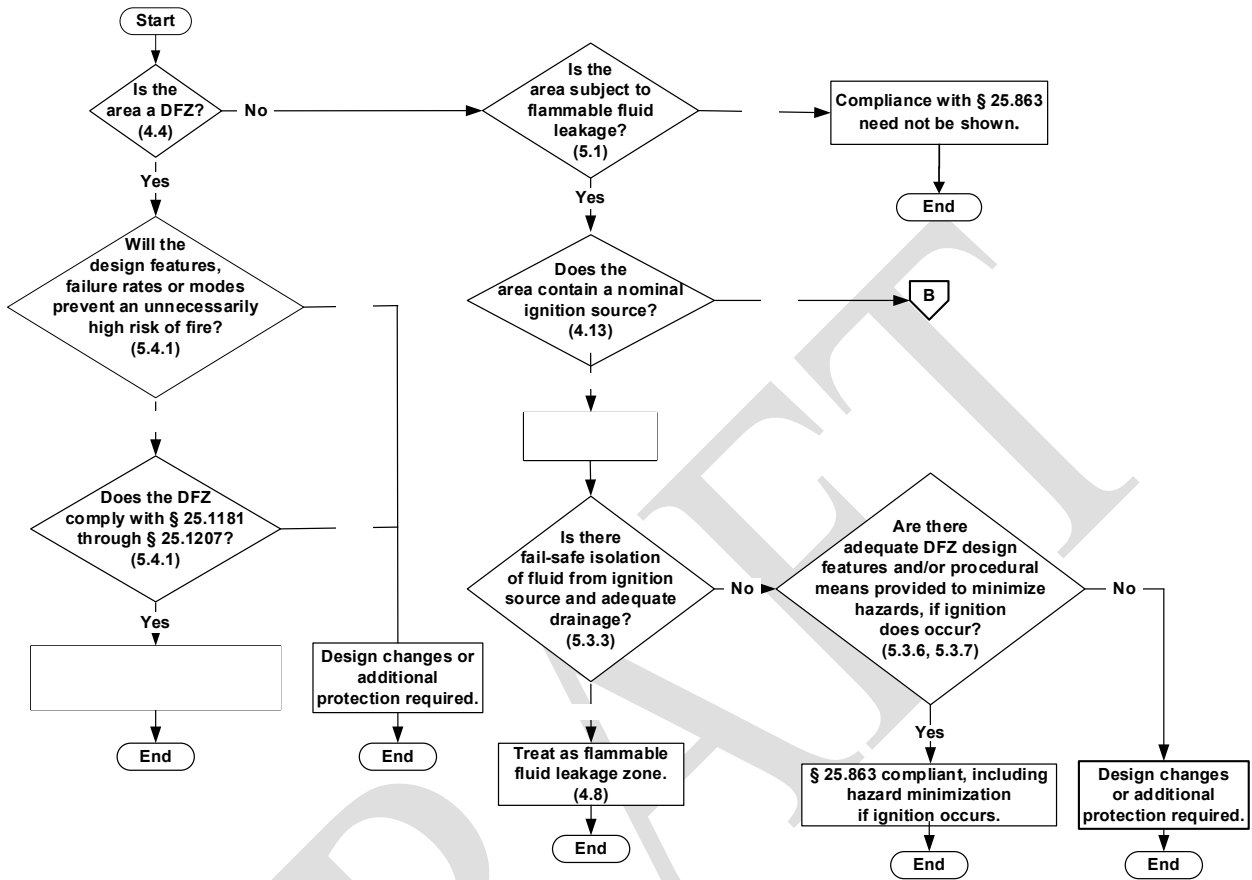 Start
Is the
area a DFZ?
(4.4)
No
Yes
Will the
design features,
failure rates or modes
prevent an unnecessarily
high risk of fire?
(5.4.1)
Does the DFZ
comply with § 25.1181
through § 25.1207?
(5.4.1)
Yes
End
Design changes or
additional
protection required.
End
Is the
area subject to
flammable fluid
leakage?
(5.1)
Yes
Compliance with § 25.863
need not be shown.
End
Does the
area contain a nominal
ignition source?
(4.13)
B
Is there
fail-safe isolation
of fluid from ignition
source and adequate
drainage?
(5.3.3)
No
Treat as flammable
fluid leakage zone.
(4.8)
End
Are there
adequate DFZ design
features and/or procedural
means provided to minimize
hazards, if ignition
does occur?
(5.3.6, 5.3.7)
No
Yes
§ 25.863 compliant, including
hazard minimization
if ignition occurs.
End
Design changes
or additional
protection required.
End
DRAFT